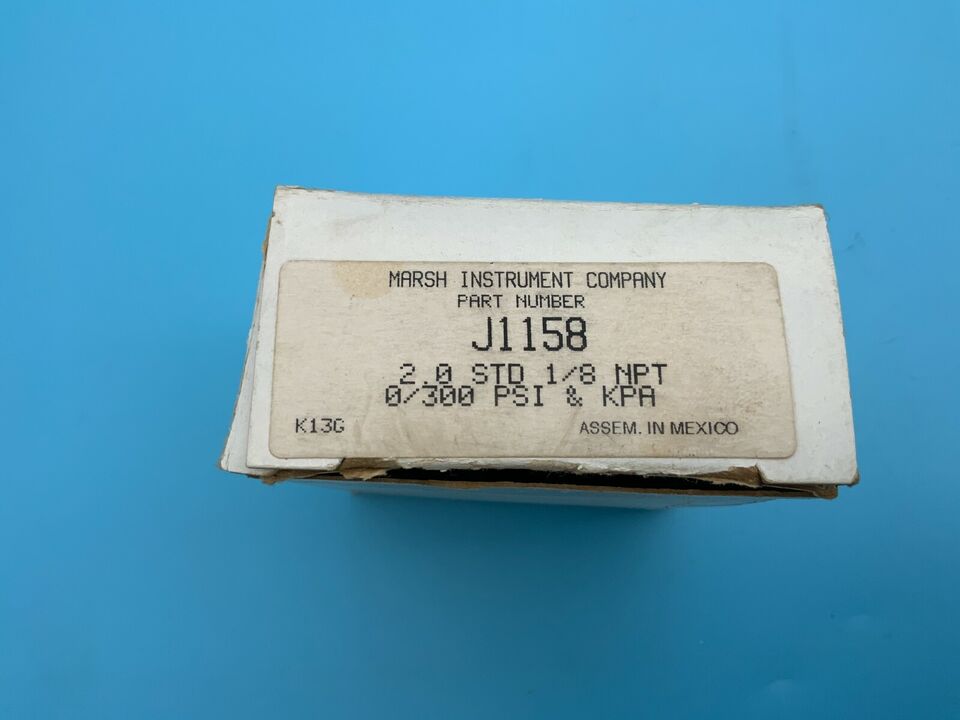 MARSH INSTRUMENT COMPANY
PART NUMBER
J1158
2.0 STD 1/8 NPT
0/300 PSI & KPA
K13G ASSEM. IN MEXICO